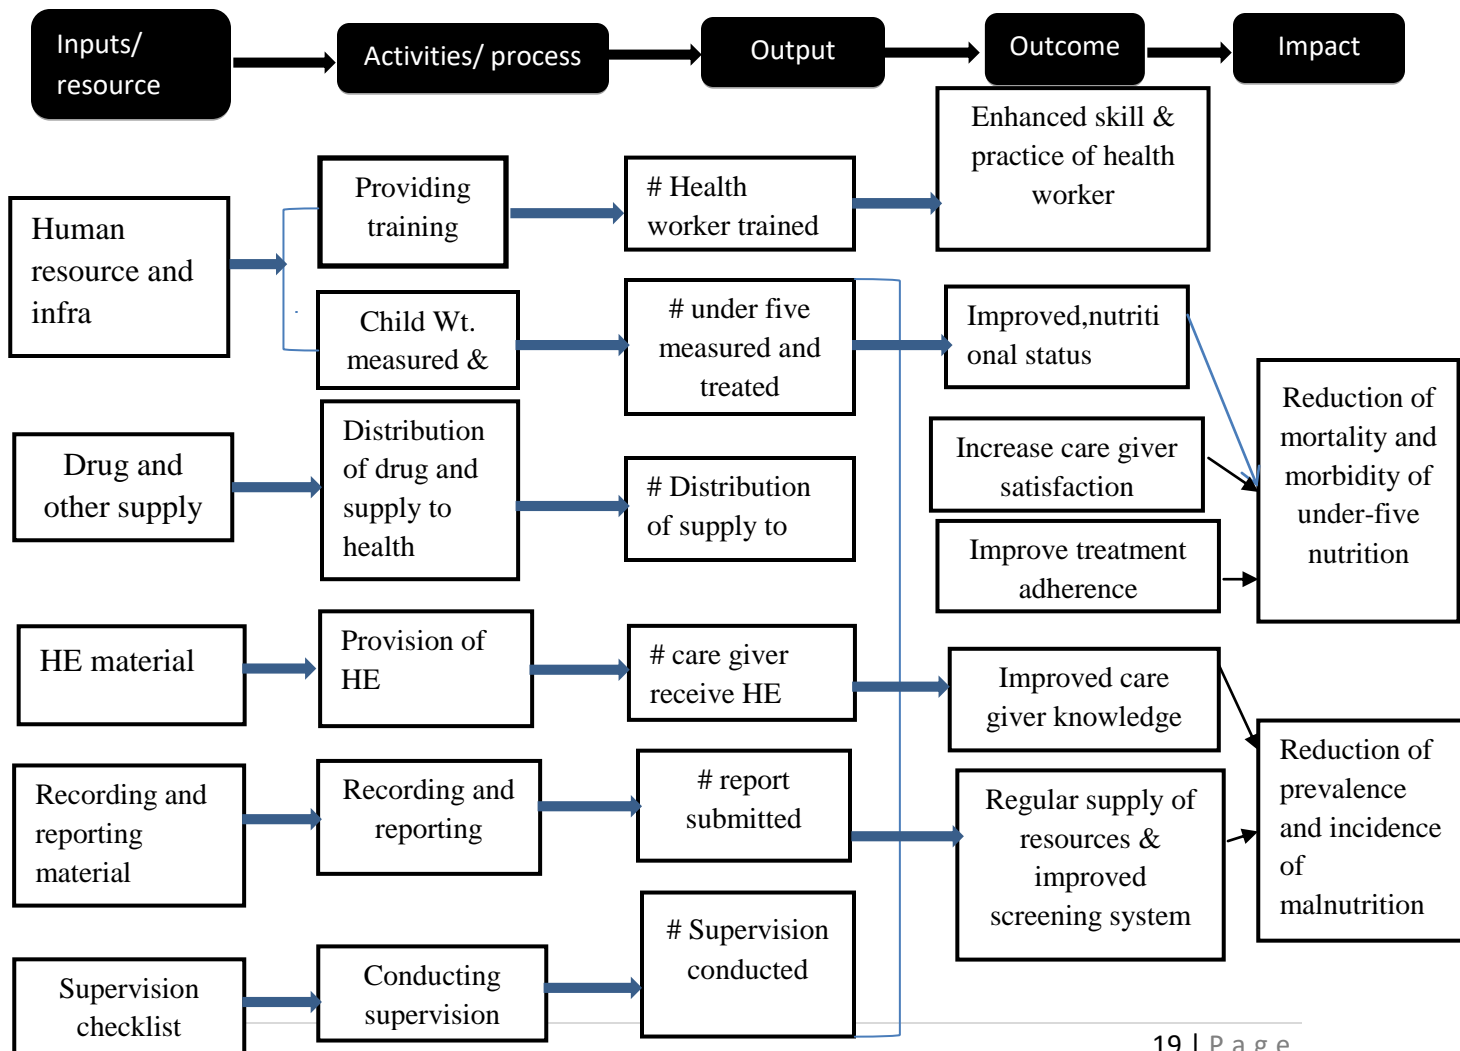 Inputs/
resource
Activities/ process
Output
Outcome
Impact
Human
resource and
infra
Providing
training
# Health
worker trained
Enhanced skill &
practice of health
worker
Child Wt.
measured &
# under five
measured and
treated
Improved,nutriti
onal status
Drug and
other supply
Distribution
of drug and
supply to
health
# Distribution
of supply to
Increase care giver
satisfaction
Improve treatment
adherence
Reduction of
mortality and
morbidity of
under-five
nutrition
HE material
Provision of
HE
# care giver
receive HE
Improved care
giver knowledge
Recording and
reporting
material
Recording and
reporting
# report
submitted
Regular supply of
resources &
improved
screening system
Reduction of
prevalence
and incidence
of
malnutrition
Supervision
checklist
Conducting
supervision
# Supervision
conducted
19 | P a g e